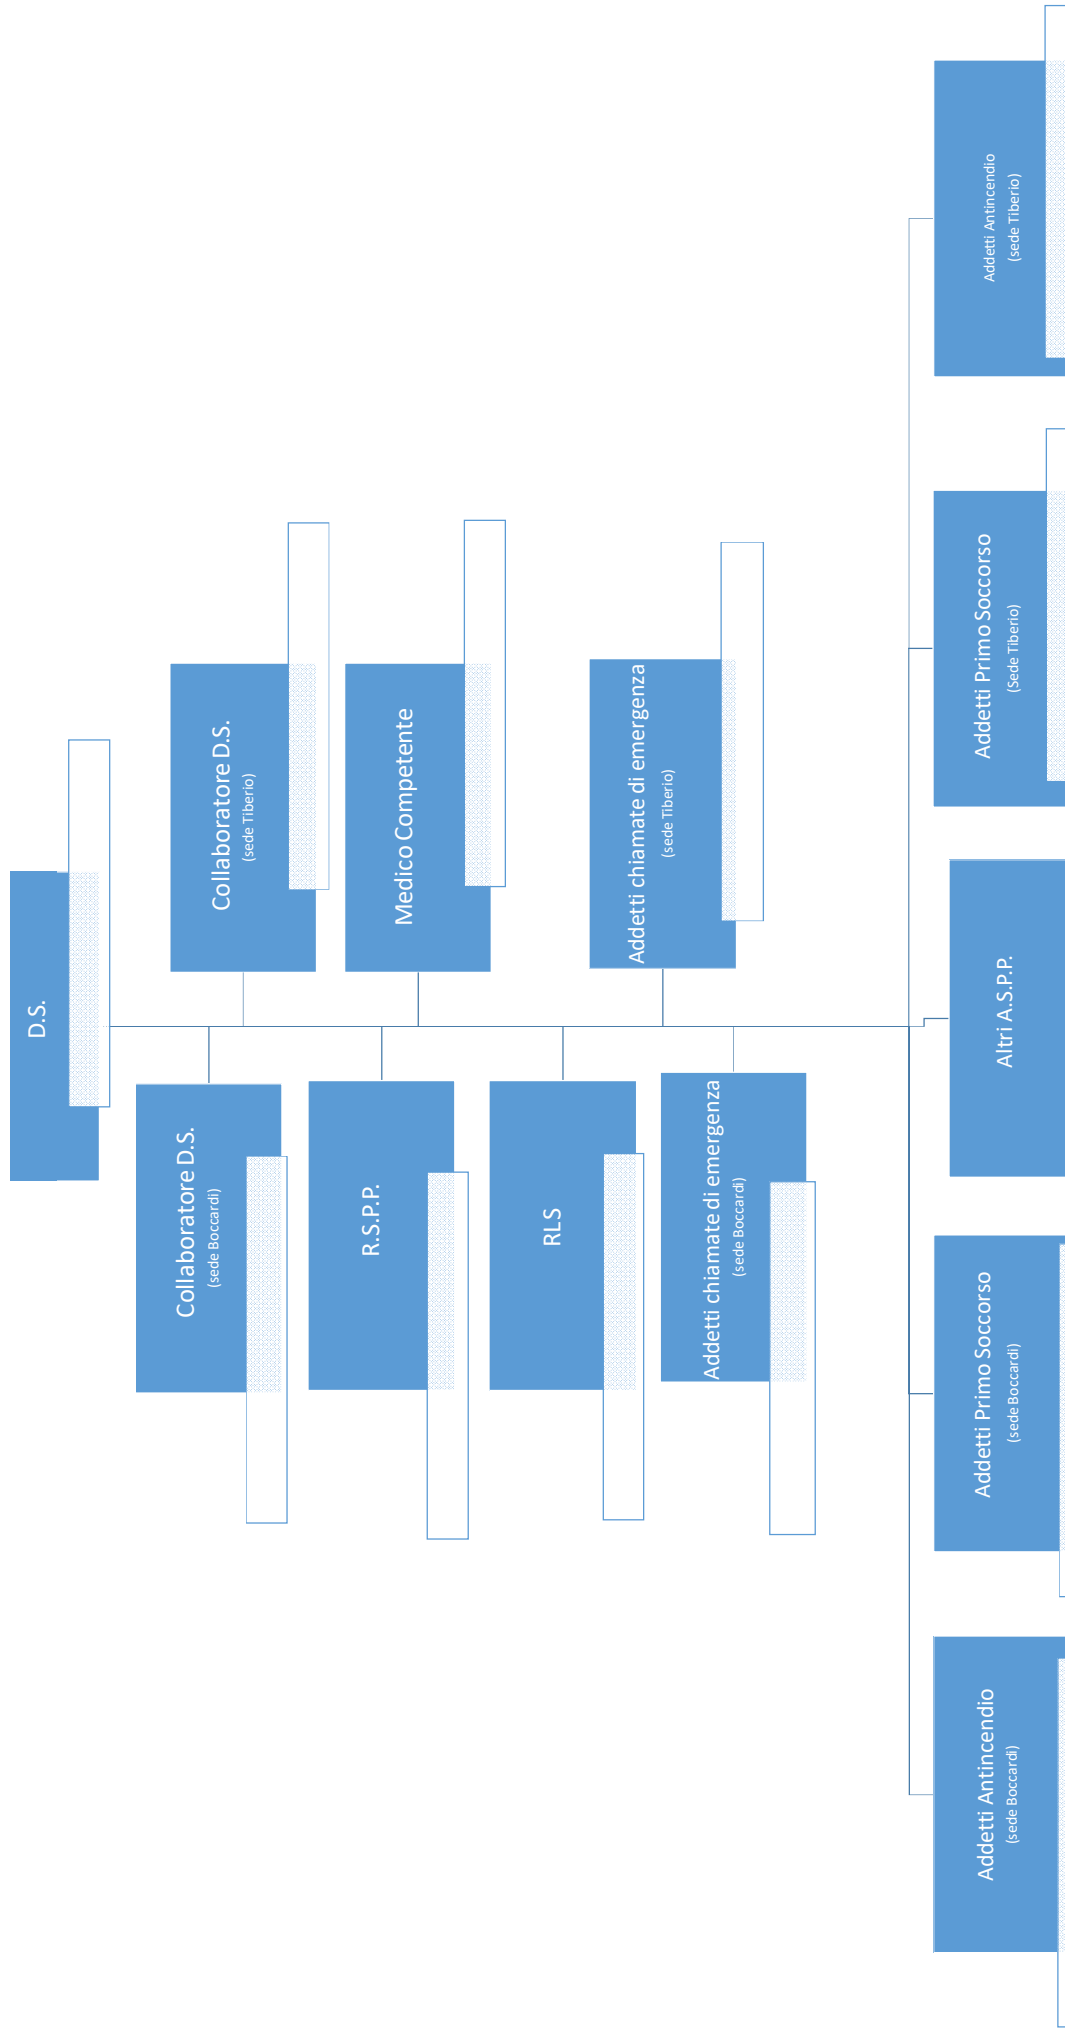 D.S.
Collaboratore D.S.
(sede Boccardi)
Collaboratore D.S.
(sede Tiberio)
R.S.P.P.
Medico Competente
RLS
Addetti chiamate di emergenza
(sede Tiberio)
Addetti chiamate di emergenza
(sede Boccardi)
Addetti Antincendio
(sede Boccardi)
Addetti Primo Soccorso
(sede Boccardi)
Altri A.S.P.P.
Addetti Primo Soccorso
(Sede Tiberio)
Addetti Antincendio
(sede Tiberio)